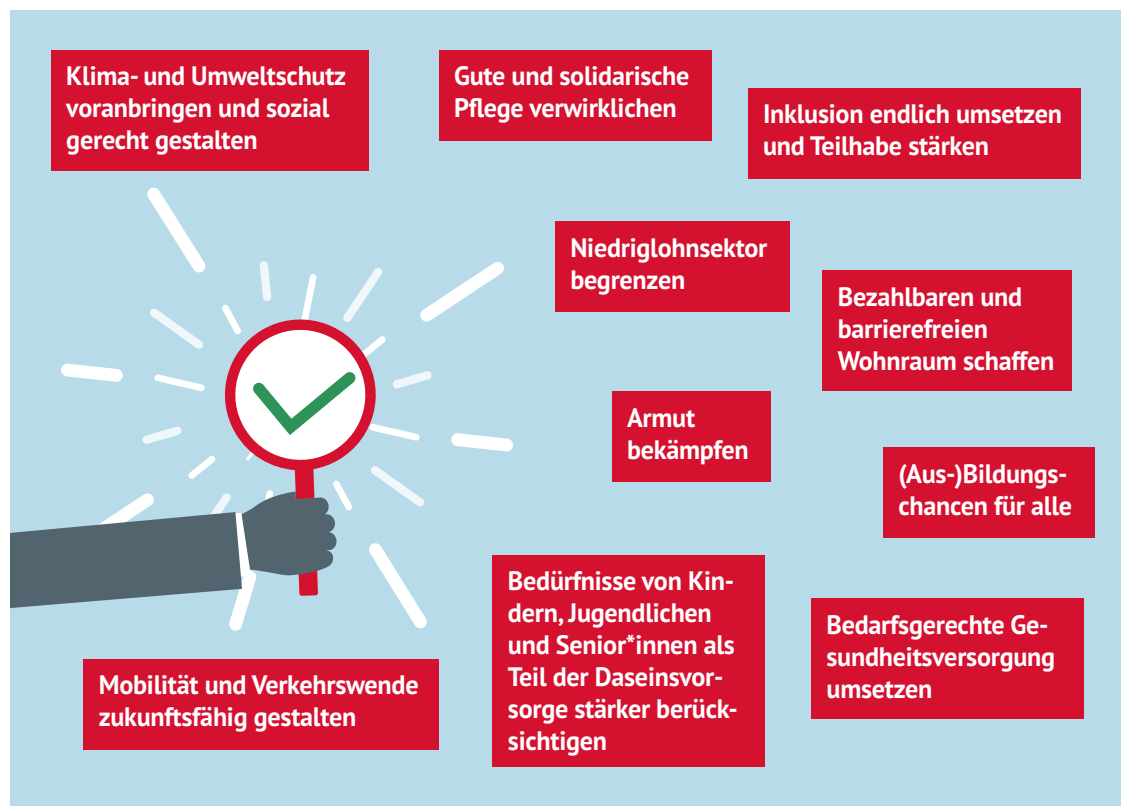 Klima- und Umweltschutz
voranbringen und sozial
gerecht gestalten
Gute und solidarische
Pflege verwirklichen
Inklusion endlich umsetzen
und Teilhabe stärken
Niedriglohnsektor
begrenzen
Bezahlbaren und
barrierefreien
Wohnraum schaffen
Armut
bekämpfen
(Aus-)Bildungs-
chancen für alle
Bedürfnisse von Kin-
dern, Jugendlichen
und Senior*innen als
Teil der Daseinsvor-
sorge stärker berück-
sichtigen
Bedarfsgerechte Ge-
sundheitsversorgung
umsetzen
Mobilität und Verkehrswende
zukunftsfähig gestalten